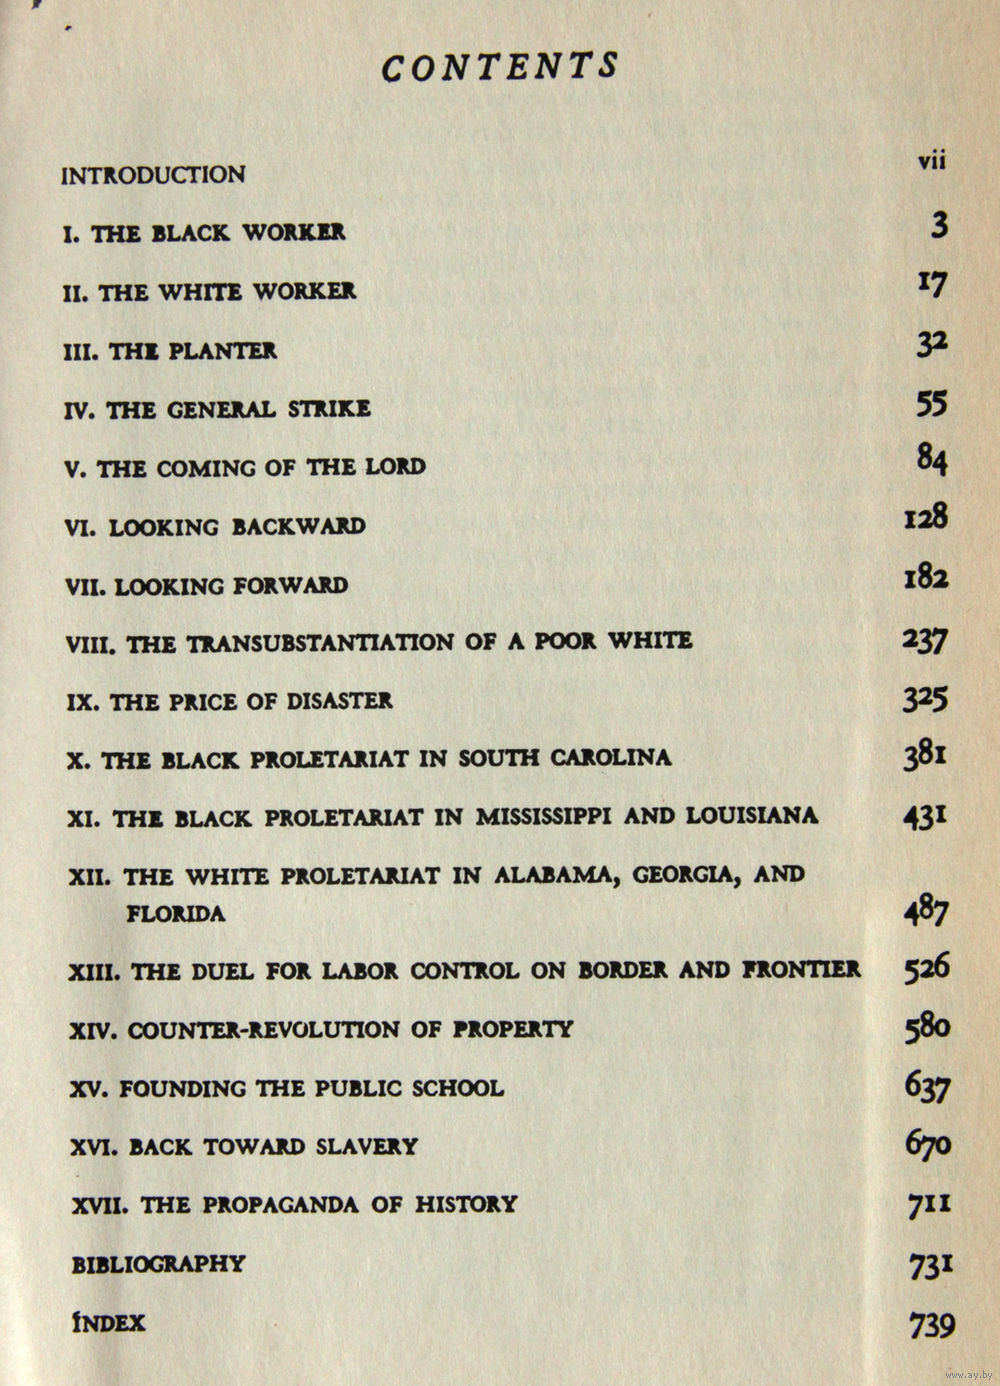 CONTENTS
INTRODUCTION vii
I. THE BLACK WORKER 3
II. THE WHITE WORKER 17
III. THE PLANTER 32
IV. THE GENERAL STRIKE 55
V. THE COMING OF THE LORD 84
VI. LOOKING BACKWARD 128
VII. LOOKING FORWARD 182
VIII. THE TRANSUBSTANTIATION OF A POOR WHITE 237
IX. THE PRICE OF DISASTER 325
X. THE BLACK PROLETARIAT IN SOUTH CAROLINA 381
XI. THE BLACK PROLETARIAT IN MISSISSIPPI AND LOUISIANA 431
XII. THE WHITE PROLETARIAT IN ALABAMA, GEORGIA, AND
FLORIDA 487
XIII. THE DUEL FOR LABOR CONTROL ON BORDER AND FRONTIER 526
XIV. COUNTER-REVOLUTION OF PROPERTY 580
XV. FOUNDING THE PUBLIC SCHOOL 637
XVI. BACK TOWARD SLAVERY 670
XVII. THE PROPAGANDA OF HISTORY 711
BIBLIOGRAPHY 731
INDEX 739
www.ay.by